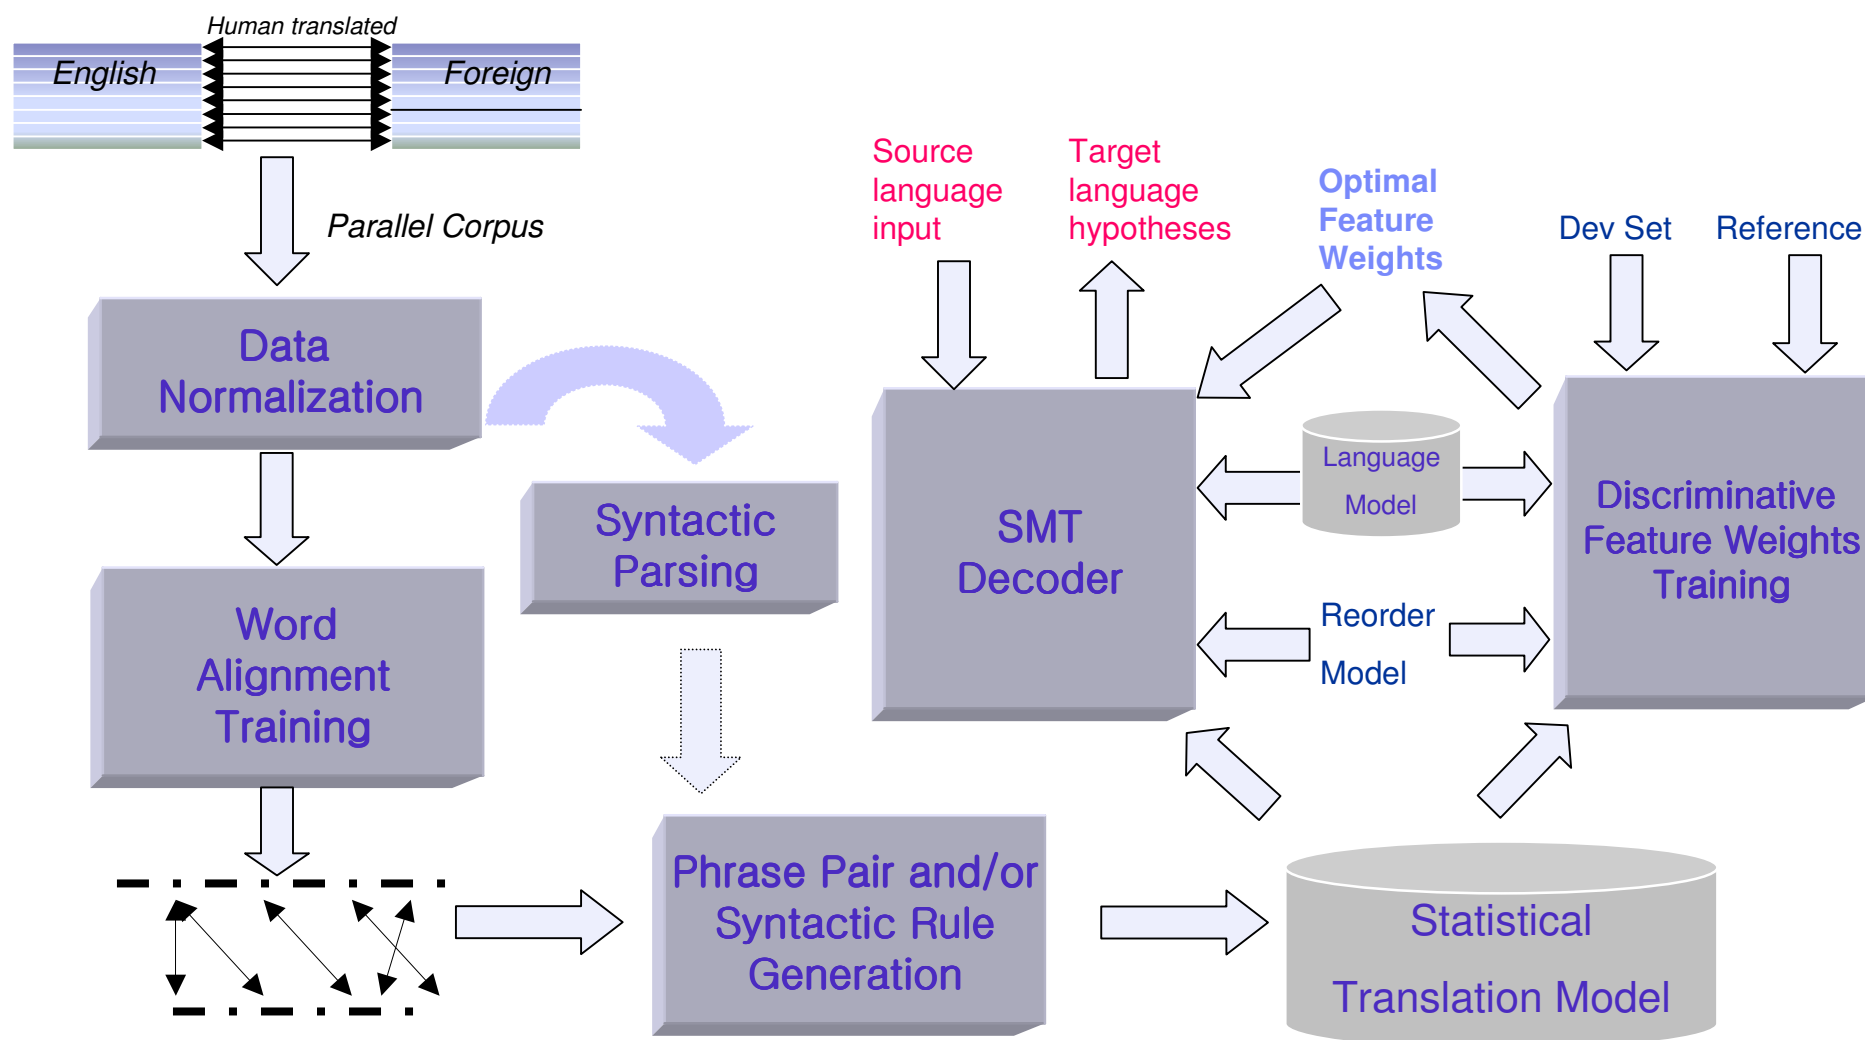 Human translated
English
Foreign
Parallel Corpus
Data
Normalization
Word
Alignment
Training
Syntactic
Parsing
Phrase Pair and/or
Syntactic Rule
Generation
Source
language
input
Target
language
hypotheses
Optimal
Feature
Weights
Dev Set
Reference
SMT
Decoder
Language
Model
Reorder
Model
Discriminative
Feature Weights
Training
Statistical
Translation Model